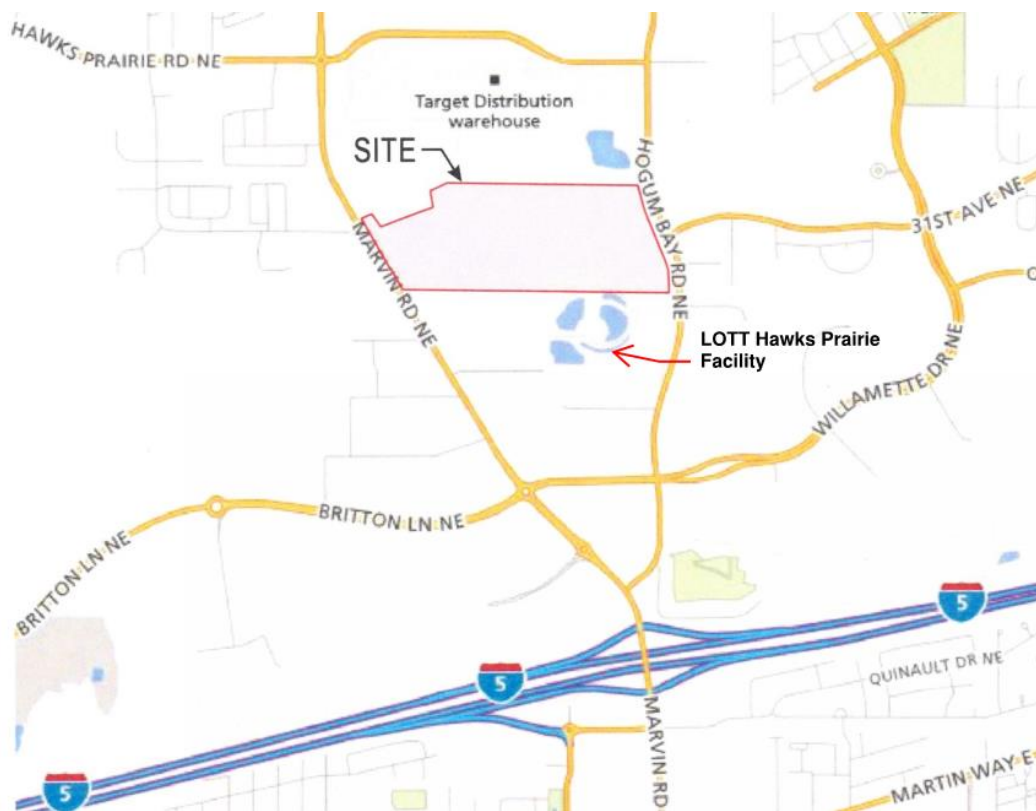 HAWKS PRAIRIE RD NE
Target Distribution
warehouse
SITE
HOGUM BAY RD NE
31ST AVE NE
MARVIN RD NE
LOTT Hawks Prairie
Facility
WILLAMETTE DR NE
BRITTON LN NE
BRITTON LN NE
5
5
QUINAULT DR NE
MARVIN RD
5
MARTIN WAY E